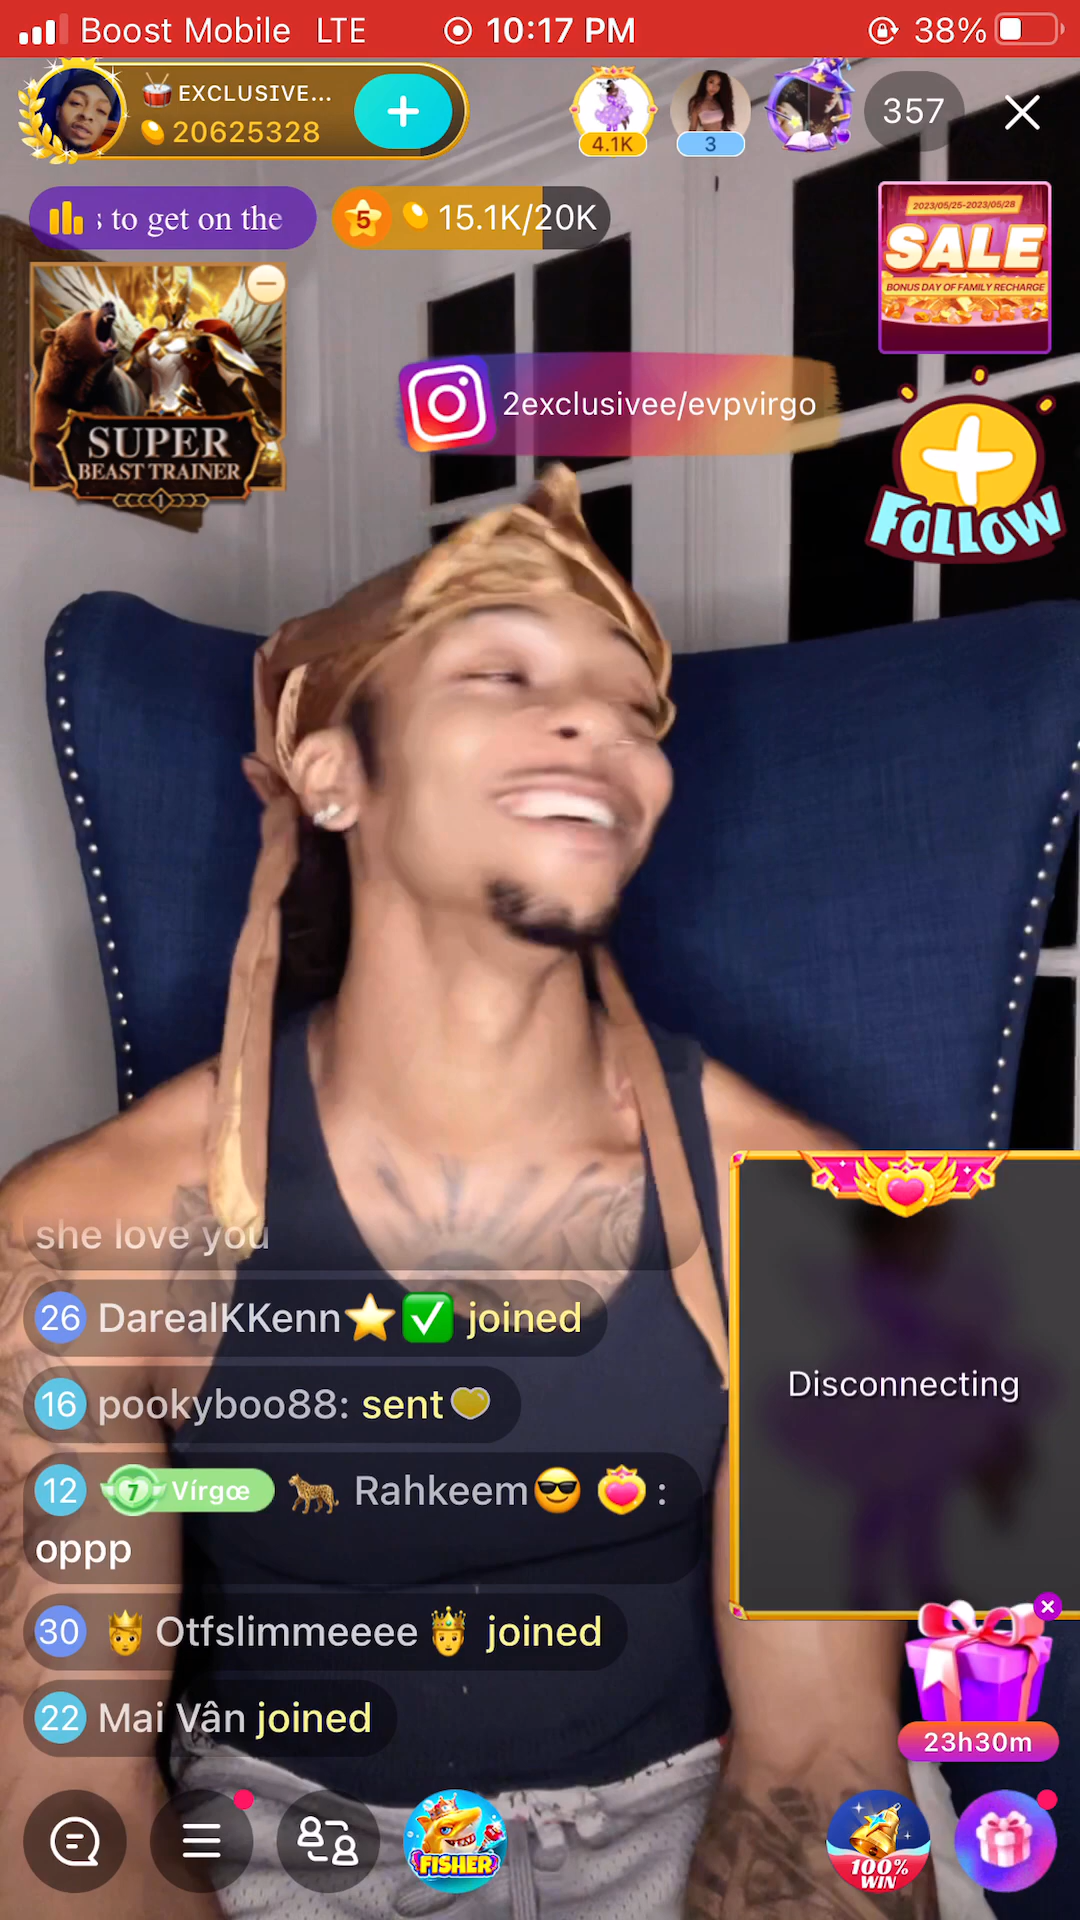 Boost Mobile LTE 10:17 PM 38%
EXCLUSIVE...
20625328
4.1K
3
357
s to get on the
5 15.1K/20K
2023/05/25-2023/05/28
SALE
BONUS DAY OF FAMILY RECHARGE
SUPER
BEAST TRAINER
1
2exclusivee/evpvirgo
FOLLOW
she love you
26 DarealKKenn⭐✅ joined
16 pookyboo88: sent💛
12 7 Vírgœ 🐆 Rahkeem😎 :
oppp
30 🤴 Otfslimmeeee 🤴 joined
22 Mai Vân joined
Disconnecting
23h30m
FISHER
100%
WIN